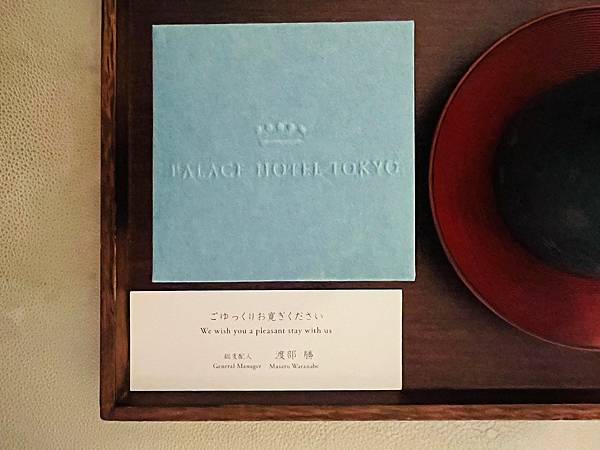 PALACE HOTEL TOKYO
ごゆっくりお寛ぎください
We wish you a pleasant stay with us
総支配人 渡部 勝
General Manager Masaru Watanabe